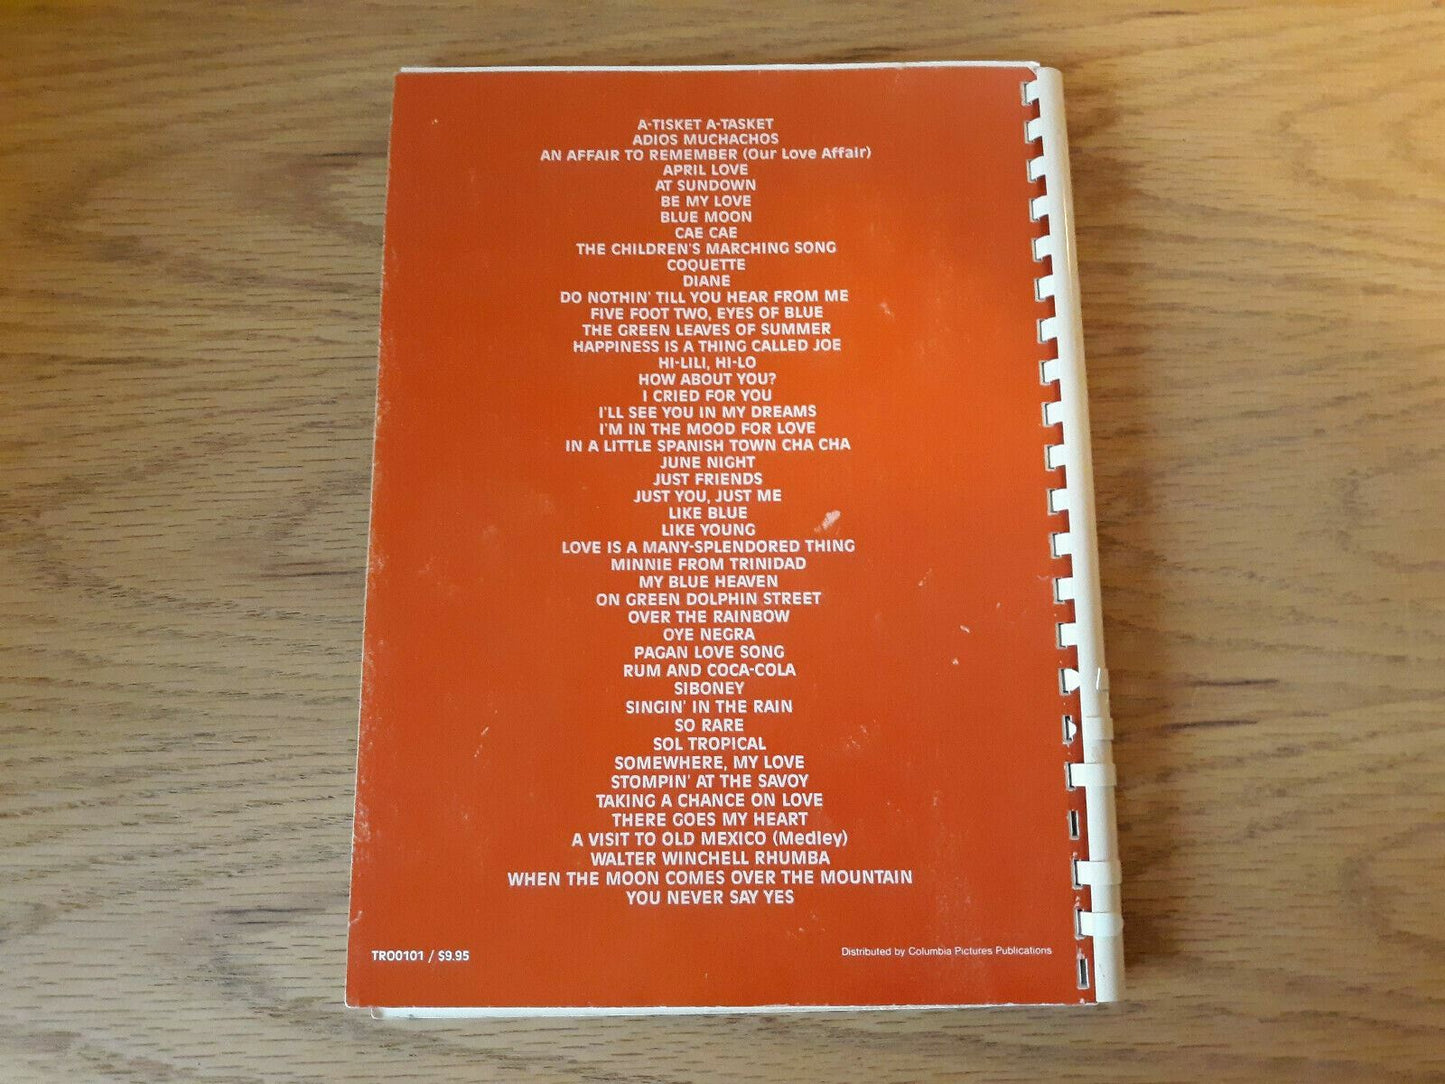 A-TISKET A-TASKET
ADIOS MUCHACHOS
AN AFFAIR TO REMEMBER (Our Love Affair)
APRIL LOVE
AT SUNDOWN
BE MY LOVE
BLUE MOON
CAE CAE
THE CHILDREN'S MARCHING SONG
COQUETTE
DIANE
DO NOTHIN' TILL YOU HEAR FROM ME
FIVE FOOT TWO, EYES OF BLUE
THE GREEN LEAVES OF SUMMER
HAPPINESS IS A THING CALLED JOE
HI-LILI, HI-LO
HOW ABOUT YOU?
I CRIED FOR YOU
I'LL SEE YOU IN MY DREAMS
I'M IN THE MOOD FOR LOVE
IN A LITTLE SPANISH TOWN CHA CHA
JUNE NIGHT
JUST FRIENDS
JUST YOU, JUST ME
LIKE BLUE
LIKE YOUNG
LOVE IS A MANY-SPLENDORED THING
MINNIE FROM TRINIDAD
MY BLUE HEAVEN
ON GREEN DOLPHIN STREET
OVER THE RAINBOW
OYE NEGRA
PAGAN LOVE SONG
RUM AND COCA-COLA
SIBONEY
SINGIN' IN THE RAIN
SO RARE
SOL TROPICAL
SOMEWHERE, MY LOVE
STOMPIN' AT THE SAVOY
TAKING A CHANCE ON LOVE
THERE GOES MY HEART
A VISIT TO OLD MEXICO (Medley)
WALTER WINCHELL RHUMBA
WHEN THE MOON COMES OVER THE MOUNTAIN
YOU NEVER SAY YES
TRO0101 / $9.95
Distributed by Columbia Pictures Publications